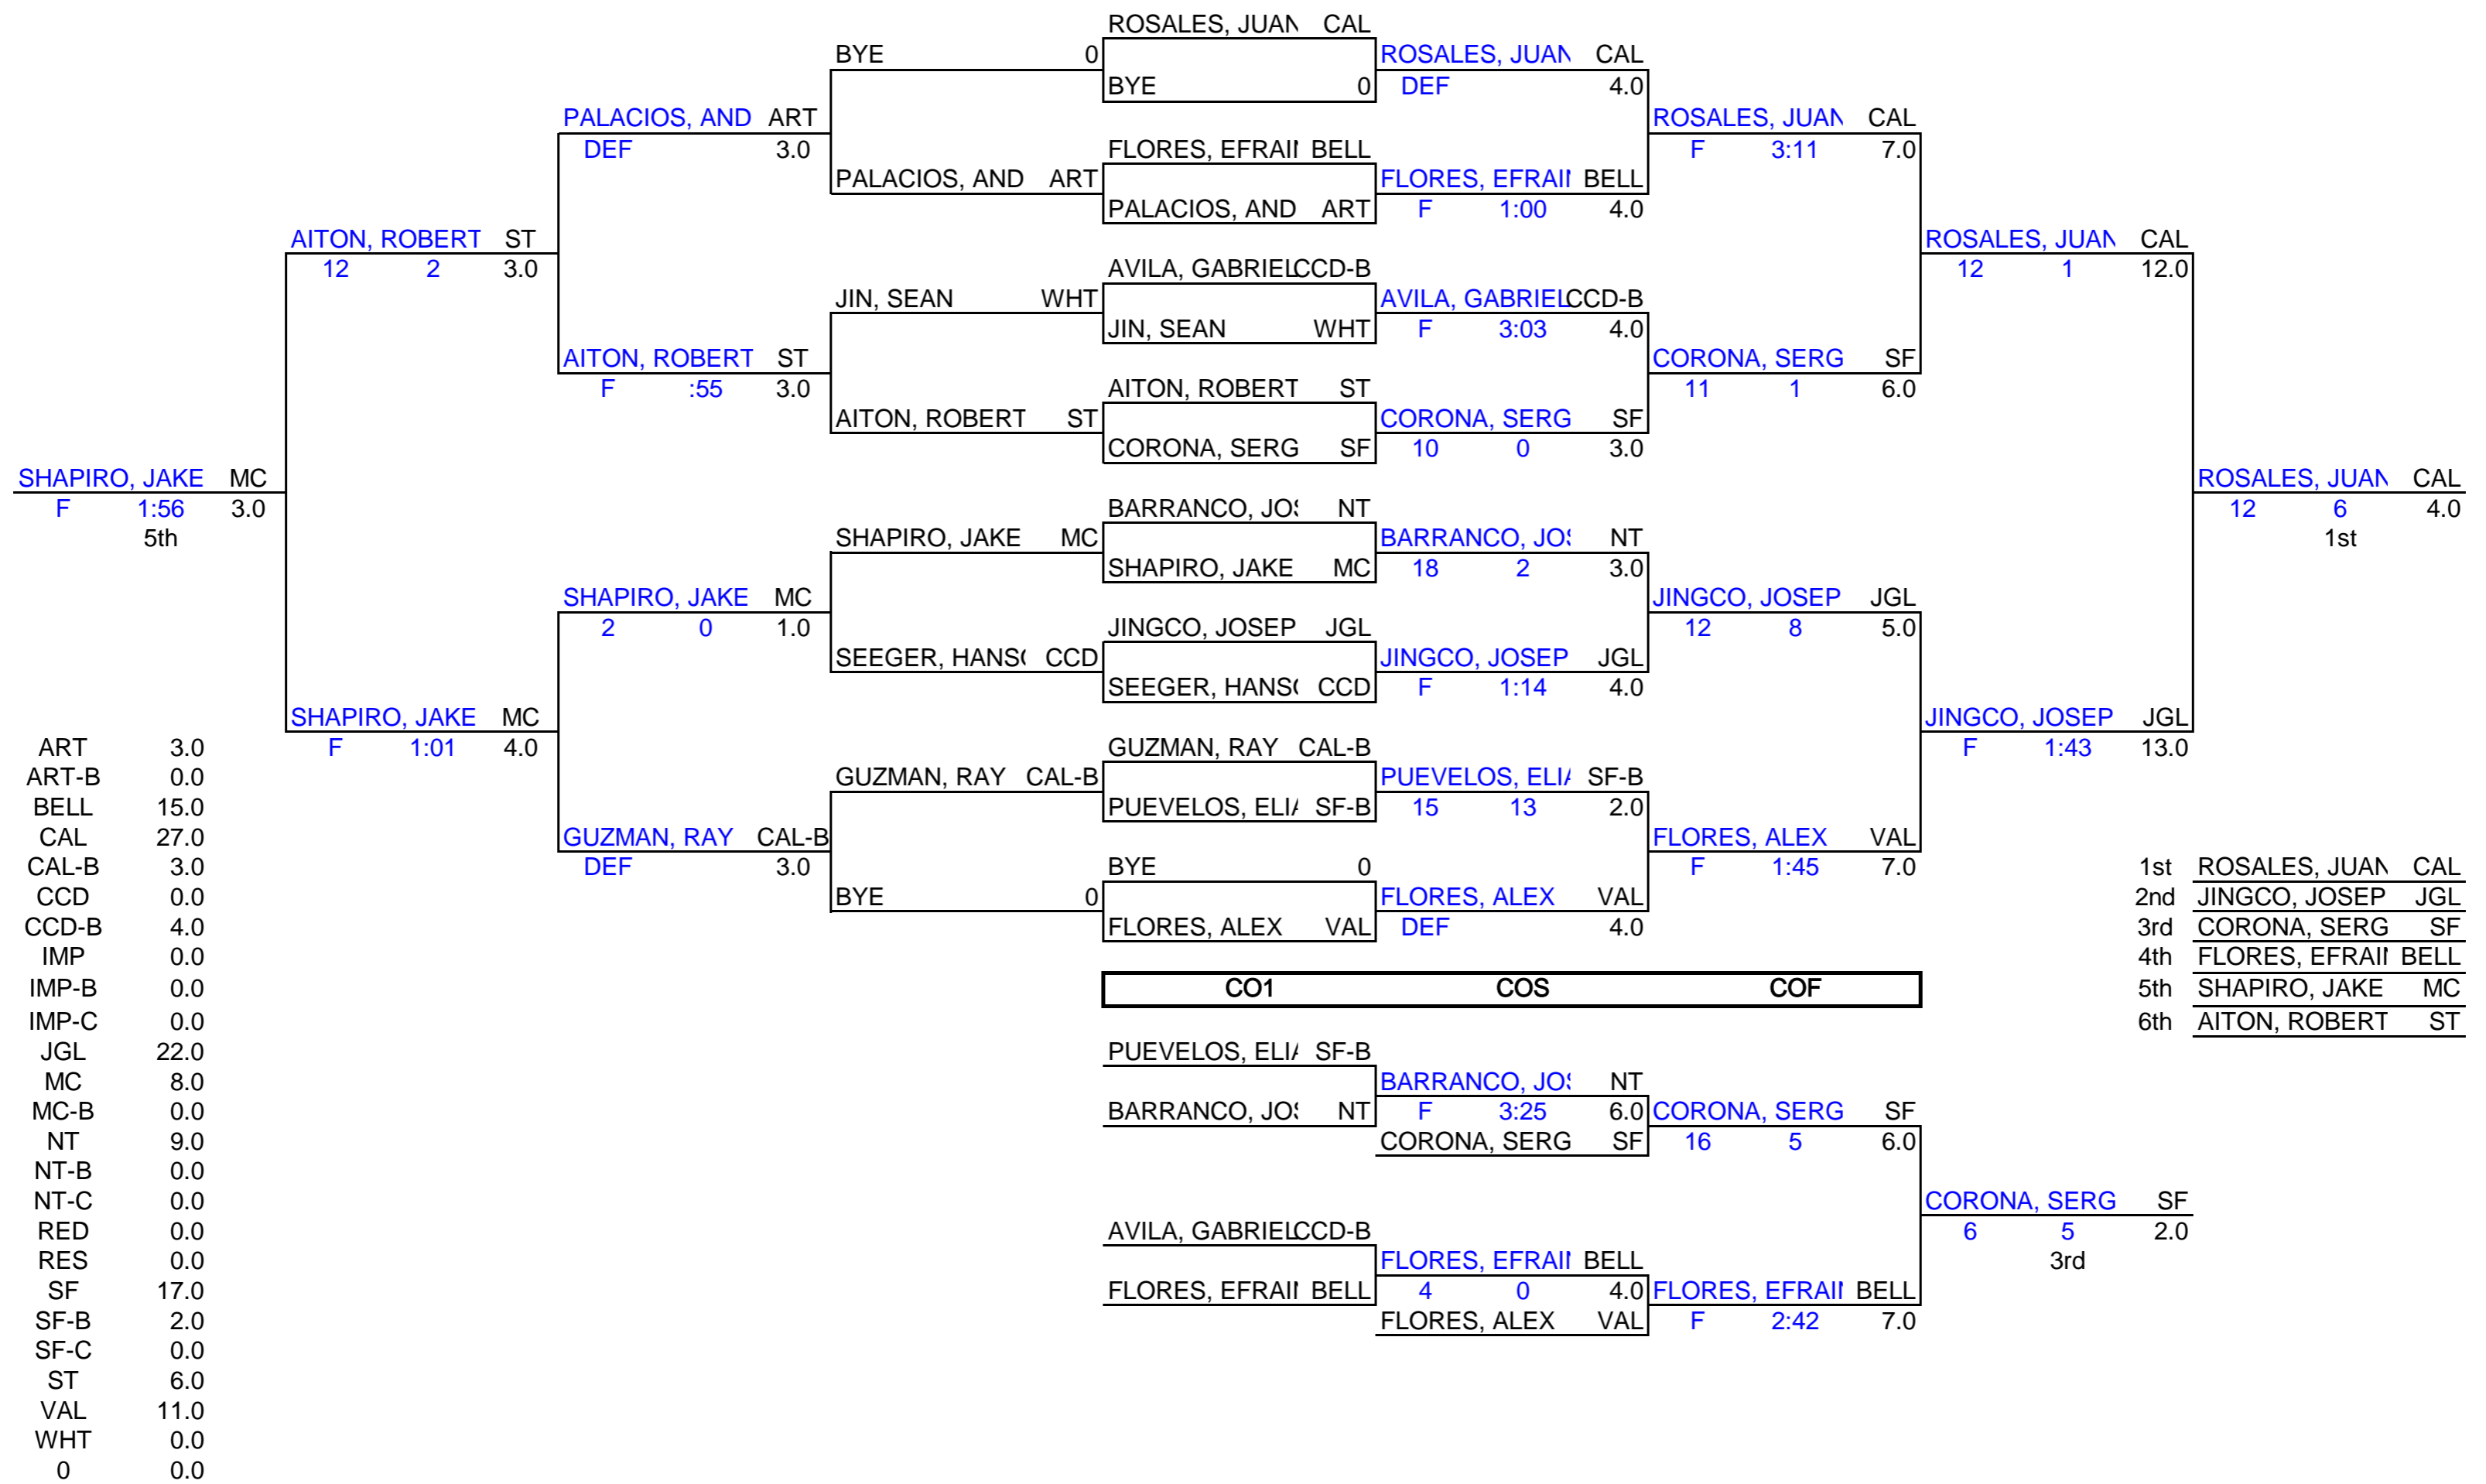 ROSALES, JUAN CAL
BYE 0 ROSALES, JUAN CAL
BYE 0 DEF 4.0
PALACIOS, AND ART ROSALES, JUAN CAL
DEF 3.0 FLORES, EFRAI BELL F 3:11 7.0
PALACIOS, AND ART FLORES, EFRAI BELL
PALACIOS, AND ART F 1:00 4.0
AITON, ROBERT ST ROSALES, JUAN CAL
12 2 3.0 AVILA, GABRIEL CCD-B 12 1 12.0
JIN, SEAN WHT AVILA, GABRIEL CCD-B
JIN, SEAN WHT F 3:03 4.0
AITON, ROBERT ST CORONA, SERG SF
F :55 3.0 AITON, ROBERT ST 11 1 6.0
AITON, ROBERT ST CORONA, SERG SF
CORONA, SERG SF 10 0 3.0
SHAPIRO, JAKE MC ROSALES, JUAN CAL
F 1:56 3.0 BARRANCO, JOS NT 12 6 4.0
5th SHAPIRO, JAKE MC BARRANCO, JOS NT 1st
SHAPIRO, JAKE MC 18 2 3.0
SHAPIRO, JAKE MC JINGCO, JOSEP JGL
2 0 1.0 JINGCO, JOSEP JGL 12 8 5.0
SEEGER, HANS CCD JINGCO, JOSEP JGL
SEEGER, HANS CCD F 1:14 4.0
SHAPIRO, JAKE MC JINGCO, JOSEP JGL
ART 3.0 F 1:01 4.0 GUZMAN, RAY CAL-B F 1:43 13.0
ART-B 0.0 GUZMAN, RAY CAL-B PUEVELOS, ELI SF-B
BELL 15.0 PUEVELOS, ELI SF-B 15 13 2.0
CAL 27.0 GUZMAN, RAY CAL-B FLORES, ALEX VAL
CAL-B 3.0 DEF 3.0 BYE 0 F 1:45 7.0 1st ROSALES, JUAN CAL
CCD 0.0 BYE 0 FLORES, ALEX VAL 2nd JINGCO, JOSEP JGL
CCD-B 4.0 FLORES, ALEX VAL DEF 4.0 3rd CORONA, SERG SF
IMP 0.0 4th FLORES, EFRAI BELL
IMP-B 0.0 CO1 COS COF 5th SHAPIRO, JAKE MC
IMP-C 0.0 6th AITON, ROBERT ST
JGL 22.0 PUEVELOS, ELI SF-B
MC 8.0 BARRANCO, JOS NT
MC-B 0.0 BARRANCO, JOS NT F 3:25 6.0 CORONA, SERG SF
NT 9.0 CORONA, SERG SF 16 5 6.0
NT-B 0.0
NT-C 0.0 CORONA, SERG SF
RED 0.0 AVILA, GABRIEL CCD-B 6 5 2.0
RES 0.0 FLORES, EFRAI BELL 3rd
SF 17.0 FLORES, EFRAI BELL 4 0 4.0 FLORES, EFRAI BELL
SF-B 2.0 FLORES, ALEX VAL F 2:42 7.0
SF-C 0.0
ST 6.0
VAL 11.0
WHT 0.0
0 0.0